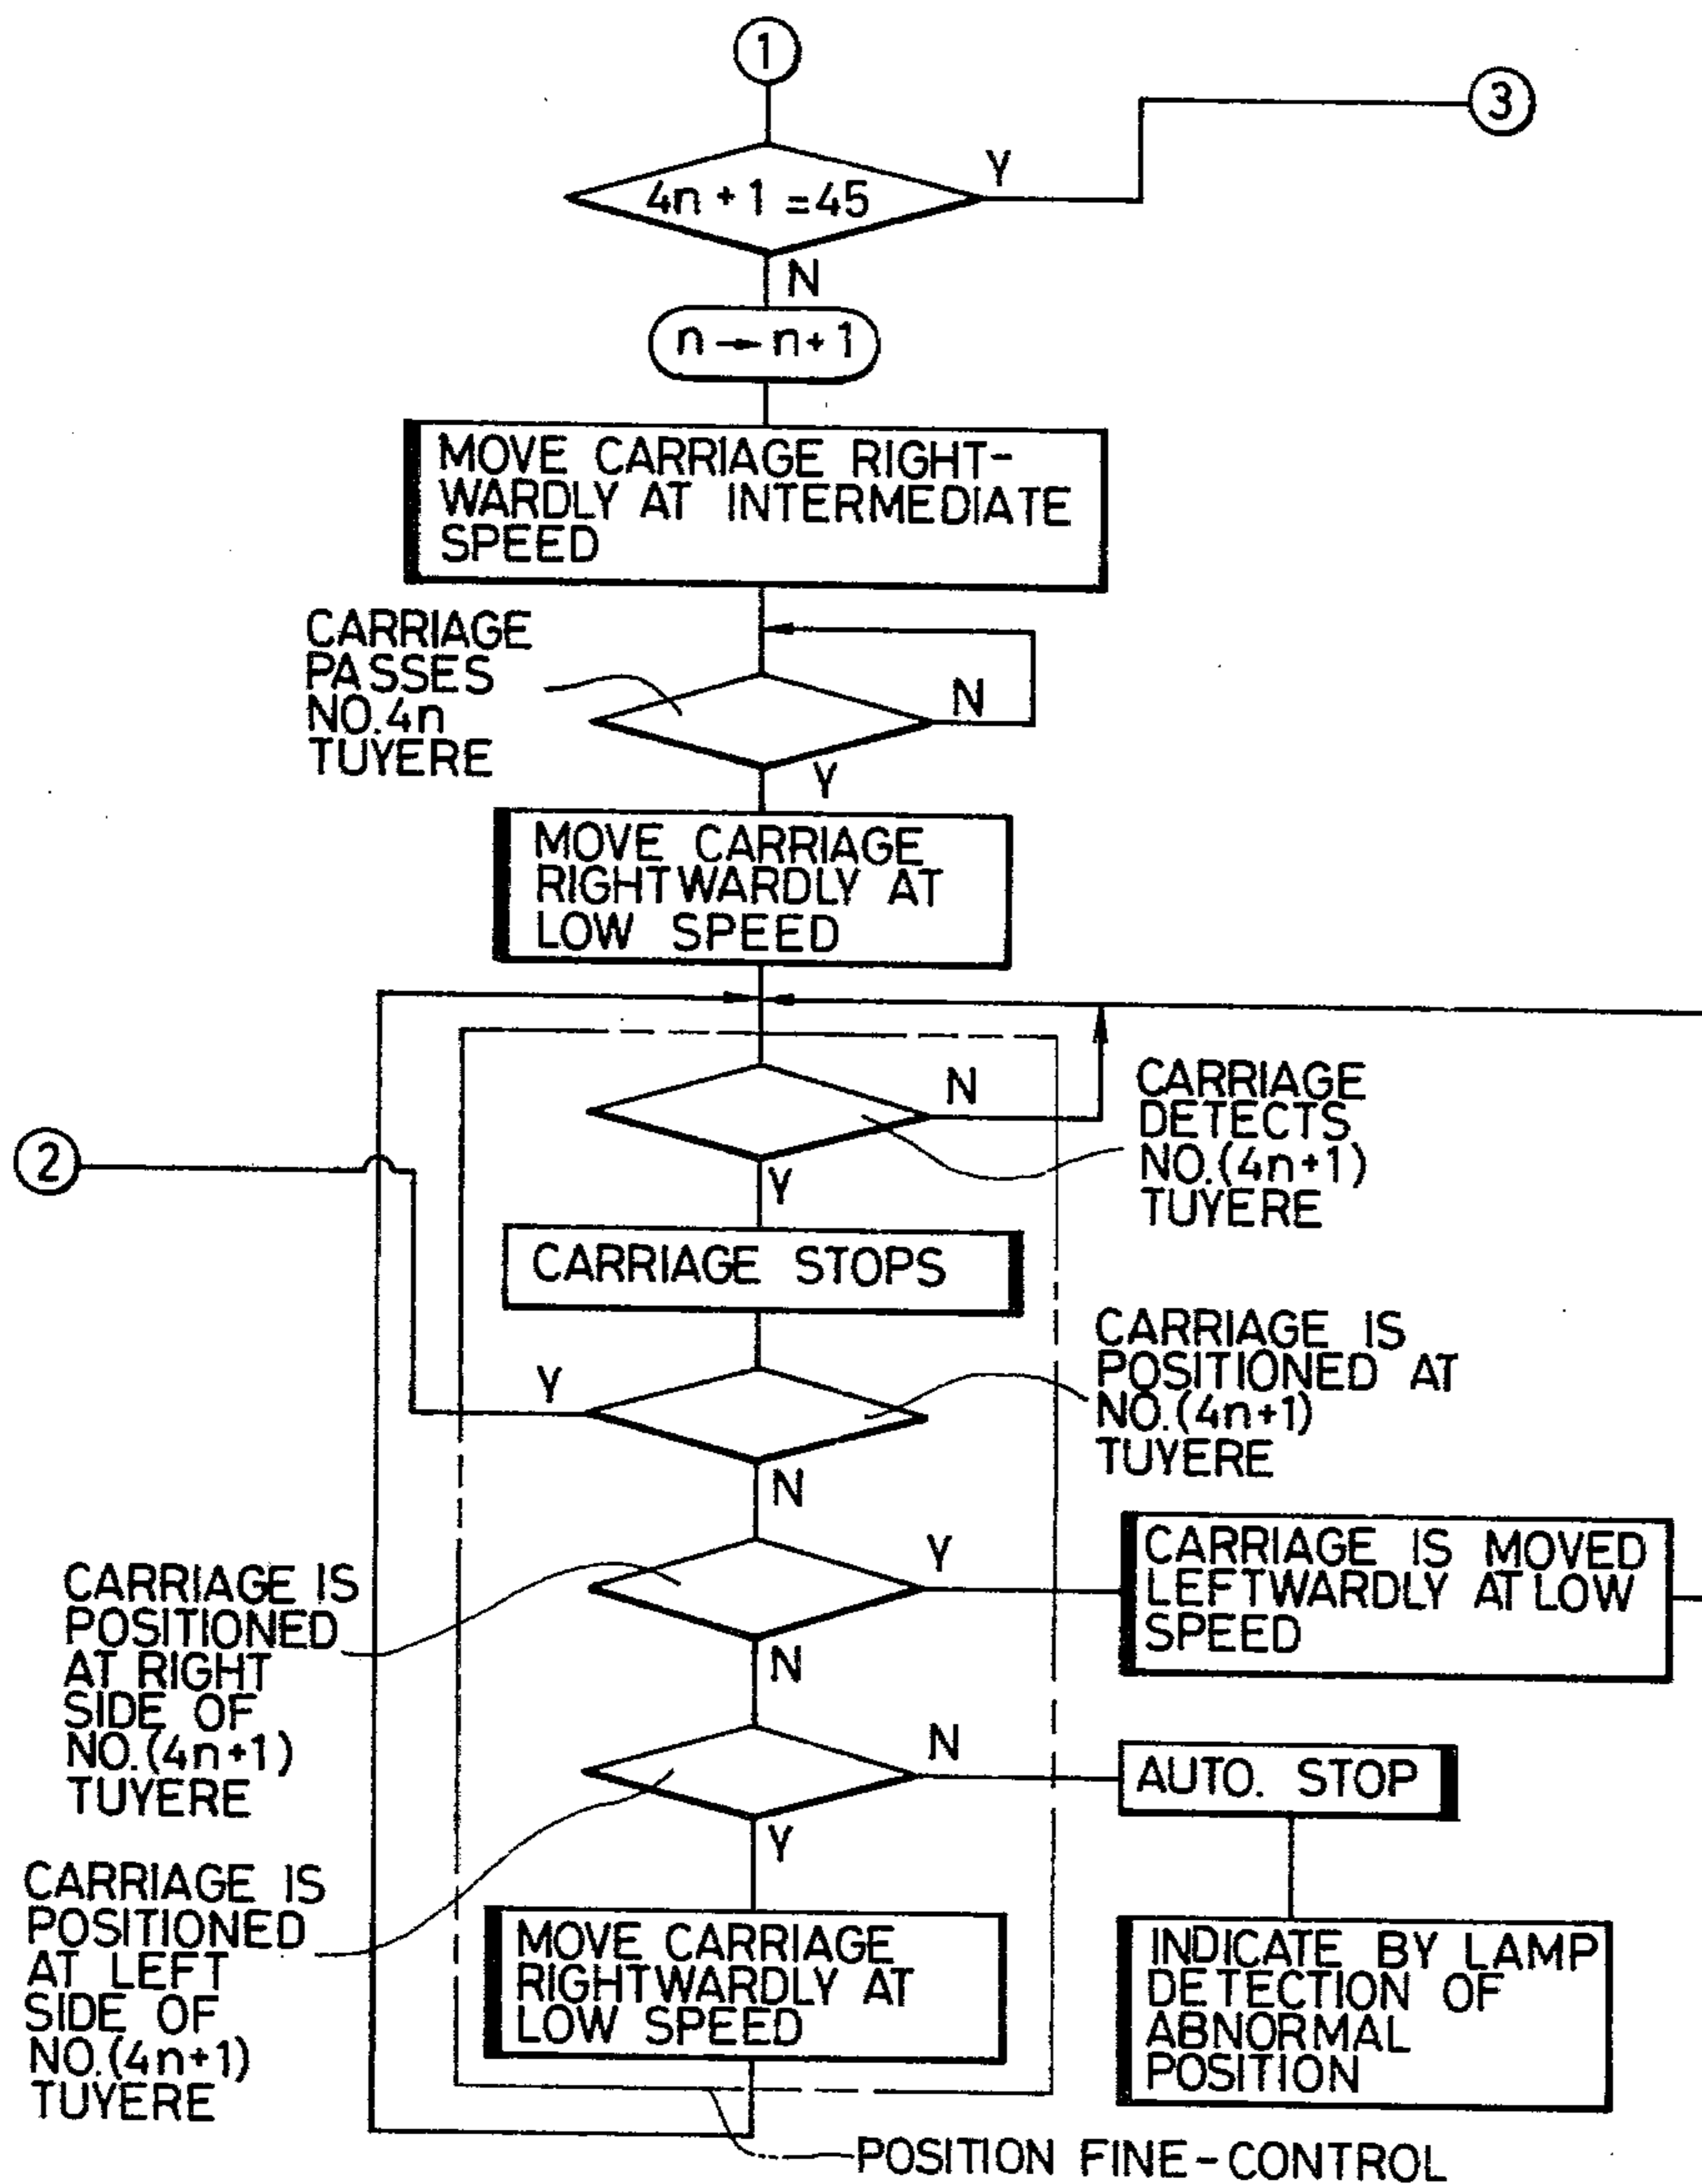 1
3
Y
4n+1=45
N
n→n+1
MOVE CARRIAGE RIGHT-
WARDLY AT INTERMEDIATE
SPEED
CARRIAGE
PASSES
NO.4n
TUYERE
N
Y
MOVE CARRIAGE
RIGHTWARDLY AT
LOW SPEED
N
CARRIAGE
DETECTS
NO.(4n+1)
TUYERE
2
Y
CARRIAGE STOPS
CARRIAGE IS
POSITIONED AT
NO.(4n+1)
TUYERE
Y
N
CARRIAGE IS
POSITIONED
AT RIGHT
SIDE OF
NO.(4n+1)
TUYERE
Y
CARRIAGE IS MOVED
LEFTWARDLY AT LOW
SPEED
N
N
AUTO. STOP
CARRIAGE IS
POSITIONED
AT LEFT
SIDE OF
NO.(4n+1)
TUYERE
Y
MOVE CARRIAGE
RIGHTWARDLY AT
LOW SPEED
INDICATE BY LAMP
DETECTION OF
ABNORMAL
POSITION
POSITION FINE-CONTROL